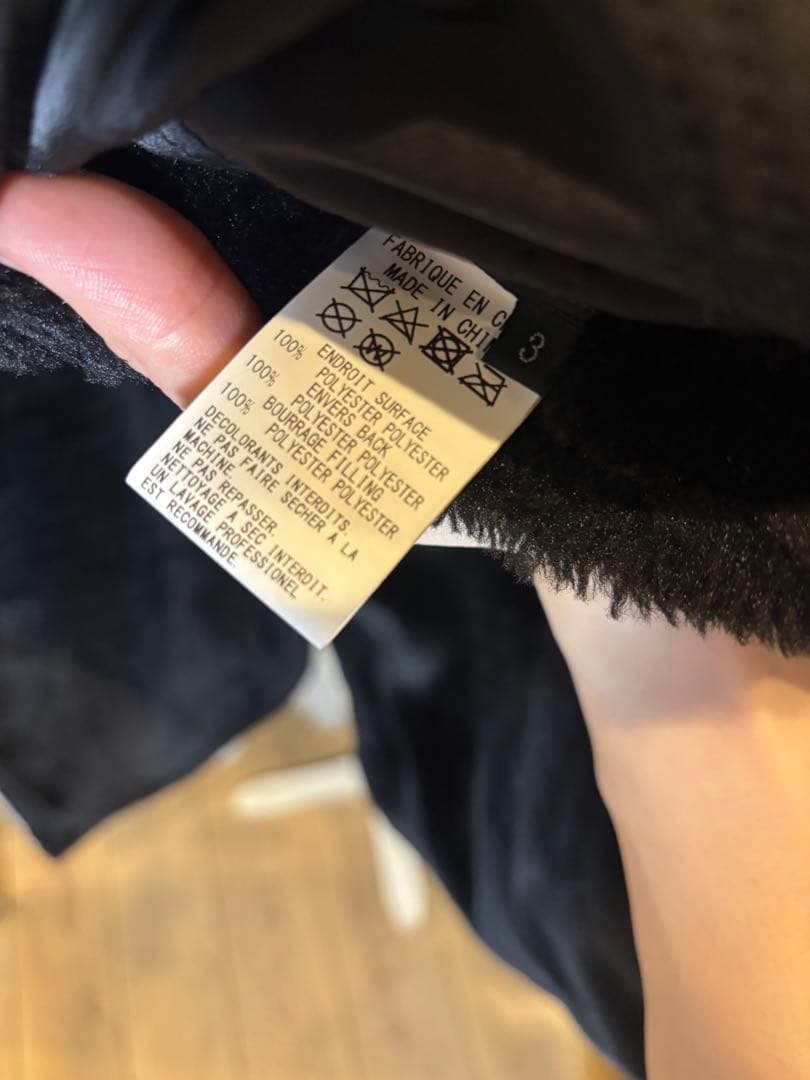 FABRIQUE EN
MADE IN
3
100% ENDROIT SURFACE
POLYESTER POLYESTER
100% ENVERS BACK
POLYESTER POLYESTER
100% BOURRAGE FILLING
POLYESTER POLYESTER
DECOLORANTS INTERDITS.
NE PAS FAIRE SECHER A LA
MACHINE.
NE PAS REPASSER.
NETTOYAGE A SEC INTERDIT.
UN LAVAGE PROFESSIONEL
EST RECOMMANDE.